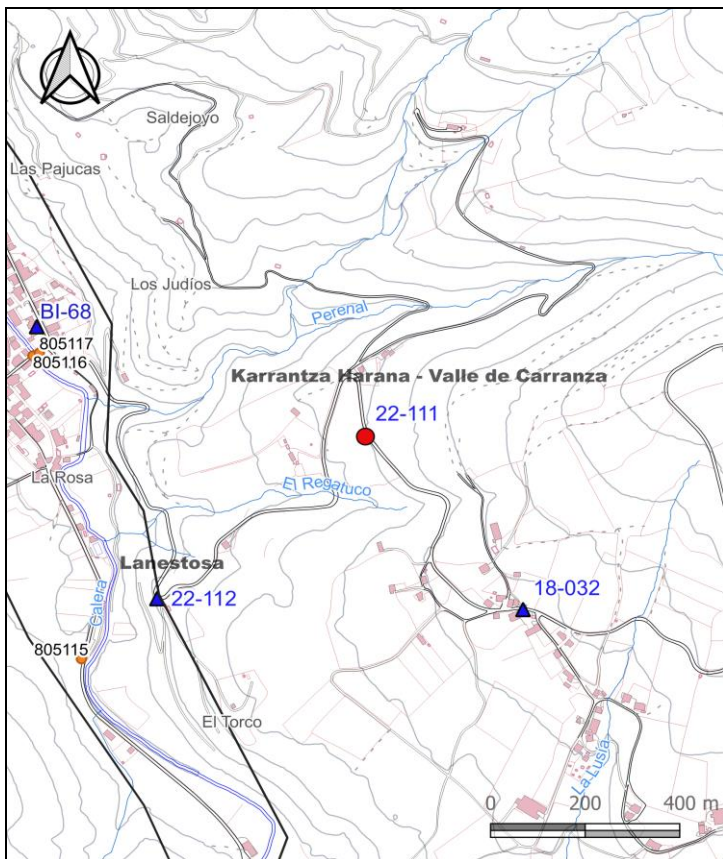 Saldejoyo
Las Pajucas
Los Judíos
BI-68
Perenal
805117
805116
Karrantza Harana - Valle de Carranza
22-111
La Rosa
El Regatuco
Lanestosa
22-112
18-032
Calera
805115
El Torco
La Lusía
0 200 400 m